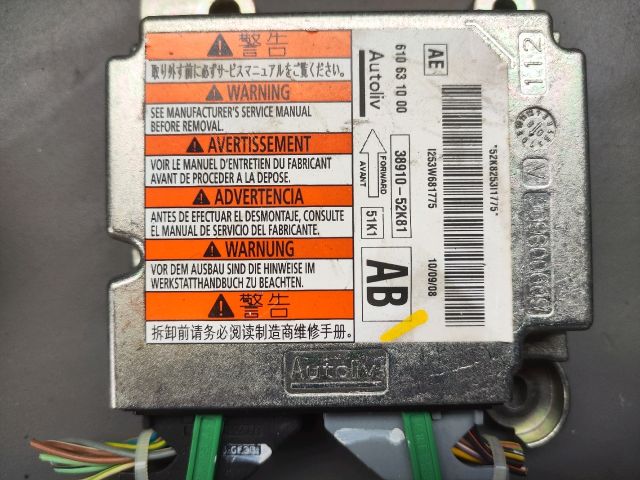 警告
取り外す前に必ずサービスマニュアルをご覧ください。
WARNING
SEE MANUFACTURER'S SERVICE MANUAL
BEFORE REMOVAL.
AVERTISSEMENT
VOIR LE MANUEL D'ENTRETIEN DU FABRICANT
AVANT DE PROCEDER A LA DEPOSE.
ADVERTENCIA
ANTES DE EFECTUAR EL DESMONTAJE, CONSULTE
EL MANUAL DE SERVICIO DEL FABRICANTE.
WARNUNG
VOR DEM AUSBAU SIND DIE HINWEISE IM
WERKSTATTHANDBUCH ZU BEACHTEN.
警告
拆卸前请务必阅读制造商维修手册.
AE
610 63 10 00
Autoliv
FORWARD
AVANT
38910-52K81
51K1
AB
I253W681775
10/09/08
*52K825311775*
112
Autoliv